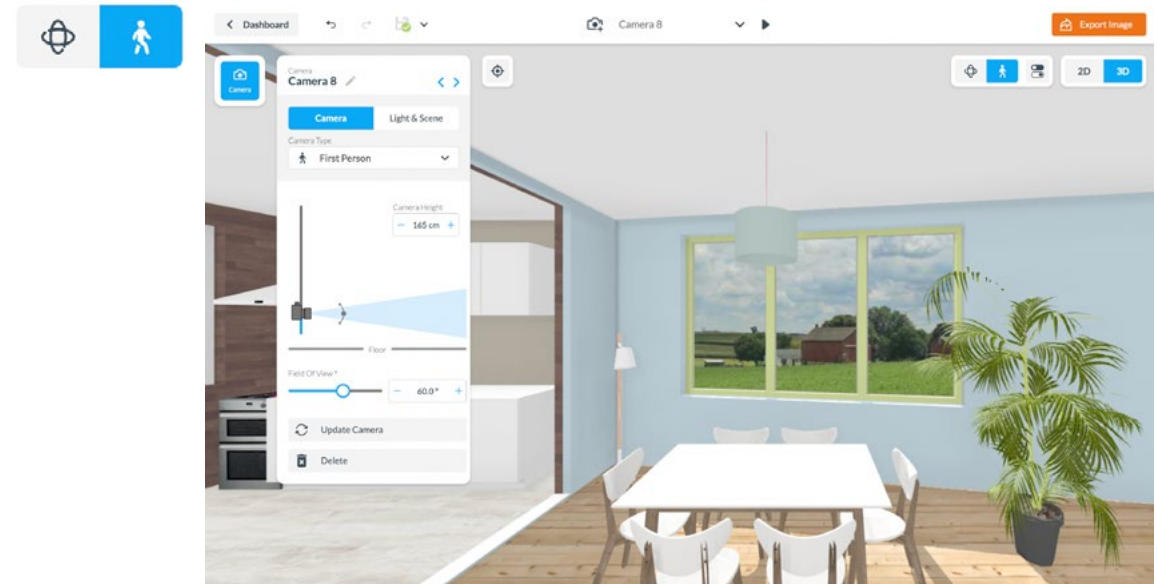 Dashboard
Camera 8
Export Image
Camera
Camera
Camera 8
2D
3D
Camera
Light & Scene
Camera Type
First Person
Camera Height
− 165 cm +
Floor
Field Of View *
− 60.0° +
Update Camera
Delete